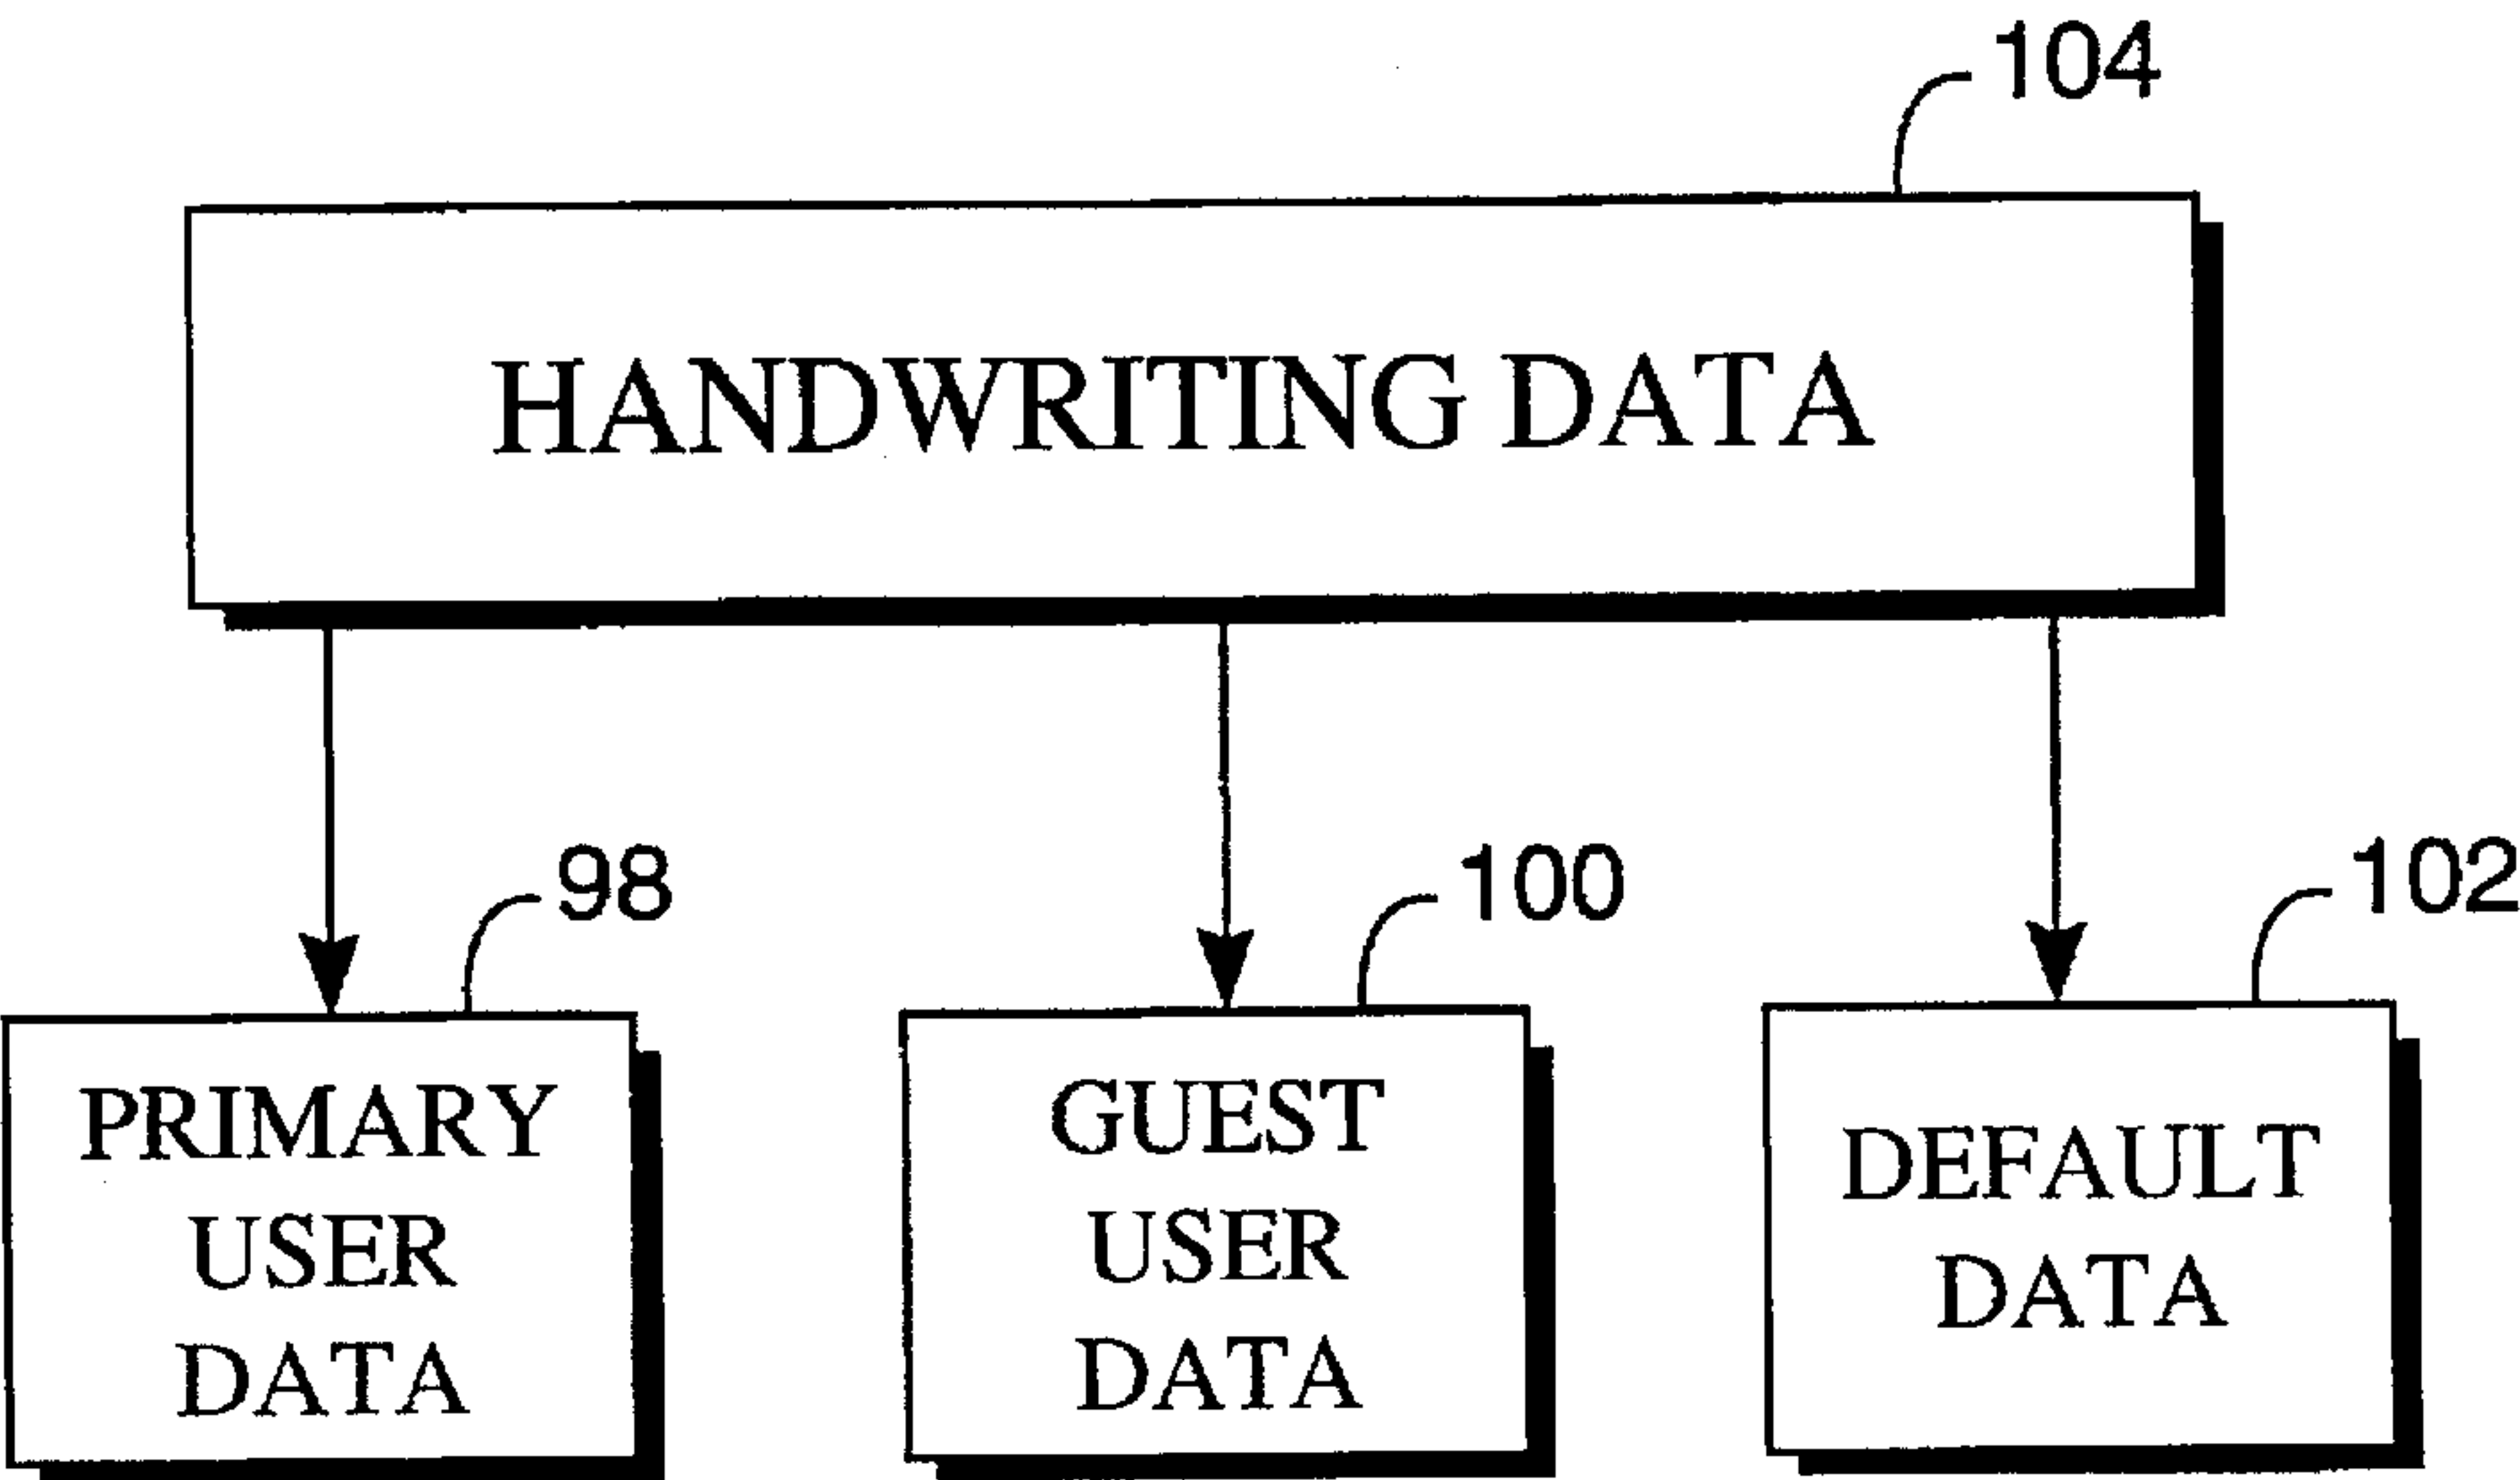 104
HANDWRITING DATA
98
100
102
PRIMARY
USER
DATA
GUEST
USER
DATA
DEFAULT
DATA